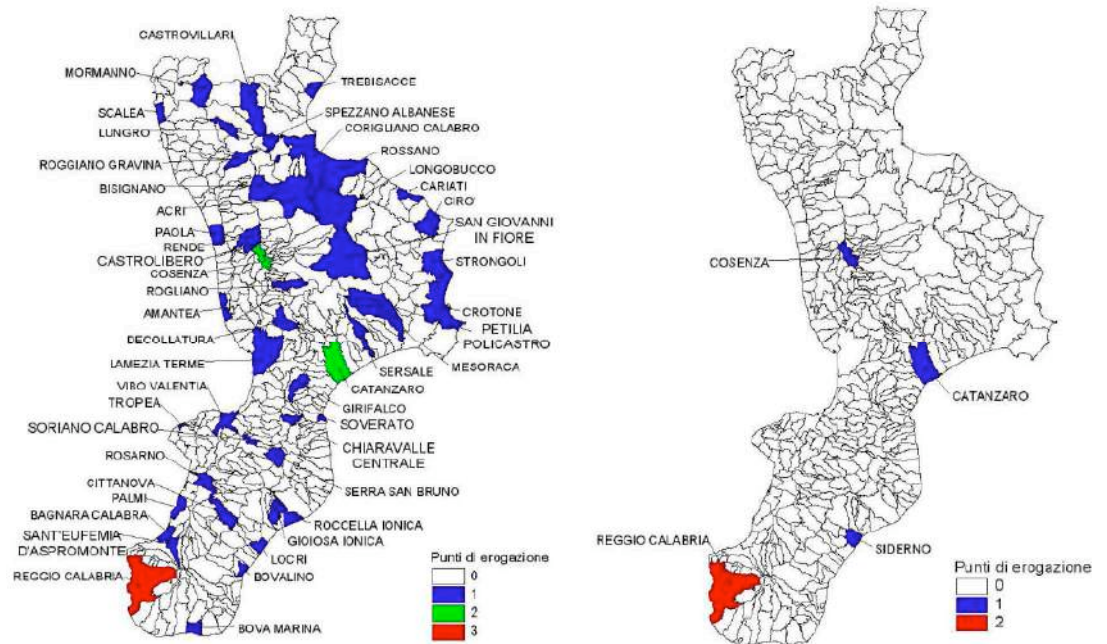 CASTROVILLARI
MORMANNO
TREBISACCE
SCALEA
SPEZZANO ALBANESE
LUNGRO
CORIGLIANO CALABRO
ROGGIANO GRAVINA
ROSSANO
LONGOBUCCO
BISIGNANO
CARIATI
CIRO'
ACRI
SAN GIOVANNI
IN FIORE
PAOLA
RENDE
CASTROLIBERO
STRONGOLI
COSENZA
ROGLIANO
AMANTEA
CROTONE
PETILIA
POLICASTRO
DECOLLATURA
LAMEZIA TERME
MESORACA
SERSALE
VIBO VALENTIA
CATANZARO
TROPEA
GIRIFALCO
SOVERATO
SORIANO CALABRO
CHIARAVALLE
CENTRALE
ROSARNO
CITTANOVA
SERRA SAN BRUNO
PALMI
BAGNARA CALABRA
ROCCELLA IONICA
SANT'EUFEMIA
D'ASPROMONTE
GIOIOSA IONICA
LOCRI
REGGIO CALABRIA
BOVALINO
BOVA MARINA
Punti di erogazione
0
1
2
3
COSENZA
CATANZARO
REGGIO CALABRIA
SIDERNO
Punti di erogazione
0
1
2